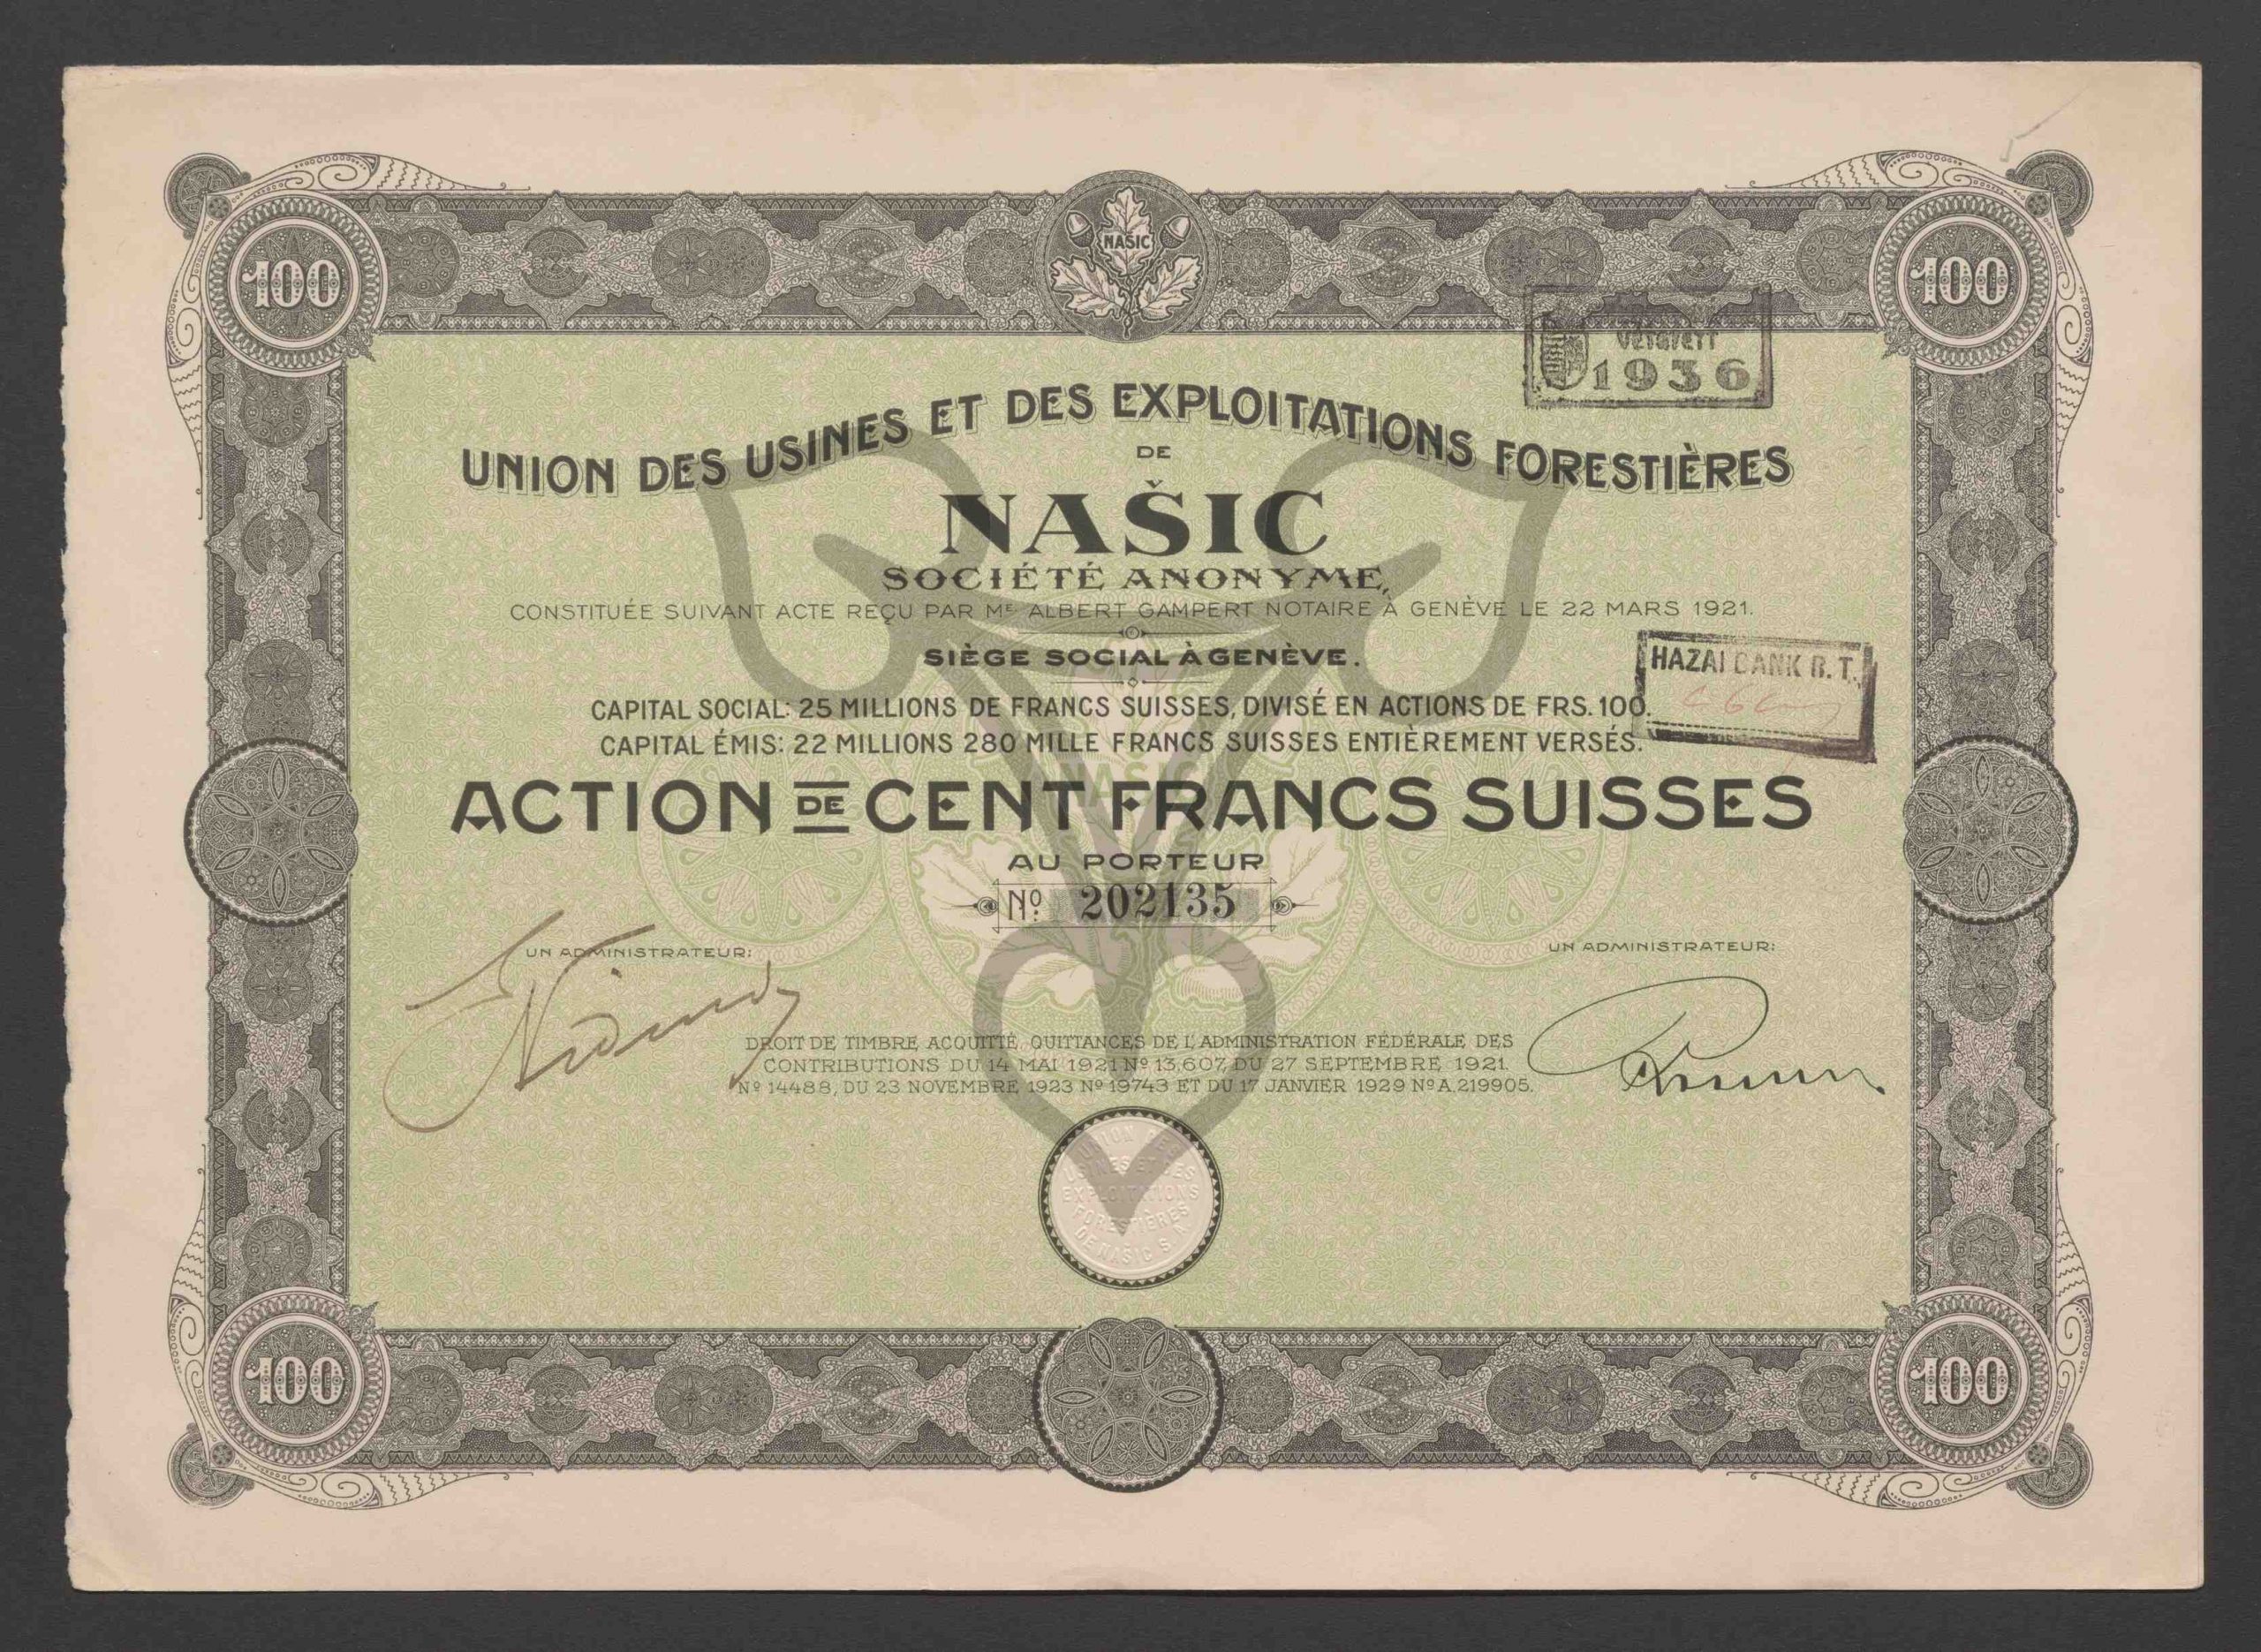 NAŠIC
100
100
VÉTETETT
1936
UNION DES USINES ET DES EXPLOITATIONS FORESTIÈRES
DE
NAŠIC
SOCIÉTÉ ANONYME,
CONSTITUÉE SUIVANT ACTE REÇU PAR ME ALBERT GAMPERT NOTAIRE À GENÈVE LE 22 MARS 1921.
SIÈGE SOCIAL À GENÈVE.
HAZAI BANK R. T.
CAPITAL SOCIAL: 25 MILLIONS DE FRANCS SUISSES, DIVISÉ EN ACTIONS DE FRS. 100.
CAPITAL ÉMIS: 22 MILLIONS 280 MILLE FRANCS SUISSES ENTIÈREMENT VERSÉS.
NAŠIC
ACTION DE CENT FRANCS SUISSES
AU PORTEUR
Nº 202135
UN ADMINISTRATEUR:
UN ADMINISTRATEUR:
DROIT DE TIMBRE ACQUITTÉ, QUITTANCES DE L'ADMINISTRATION FÉDÉRALE DES
CONTRIBUTIONS DU 14 MAI 1921 Nº 13,607, DU 27 SEPTEMBRE 1921.
Nº 14488, DU 23 NOVEMBRE 1923 Nº 19743 ET DU 17 JANVIER 1929 Nº A.219905.
UNION DES
USINES ET DES
EXPLOITATIONS
FORESTIÈRES
DE NAŠIC S.A.
100
100